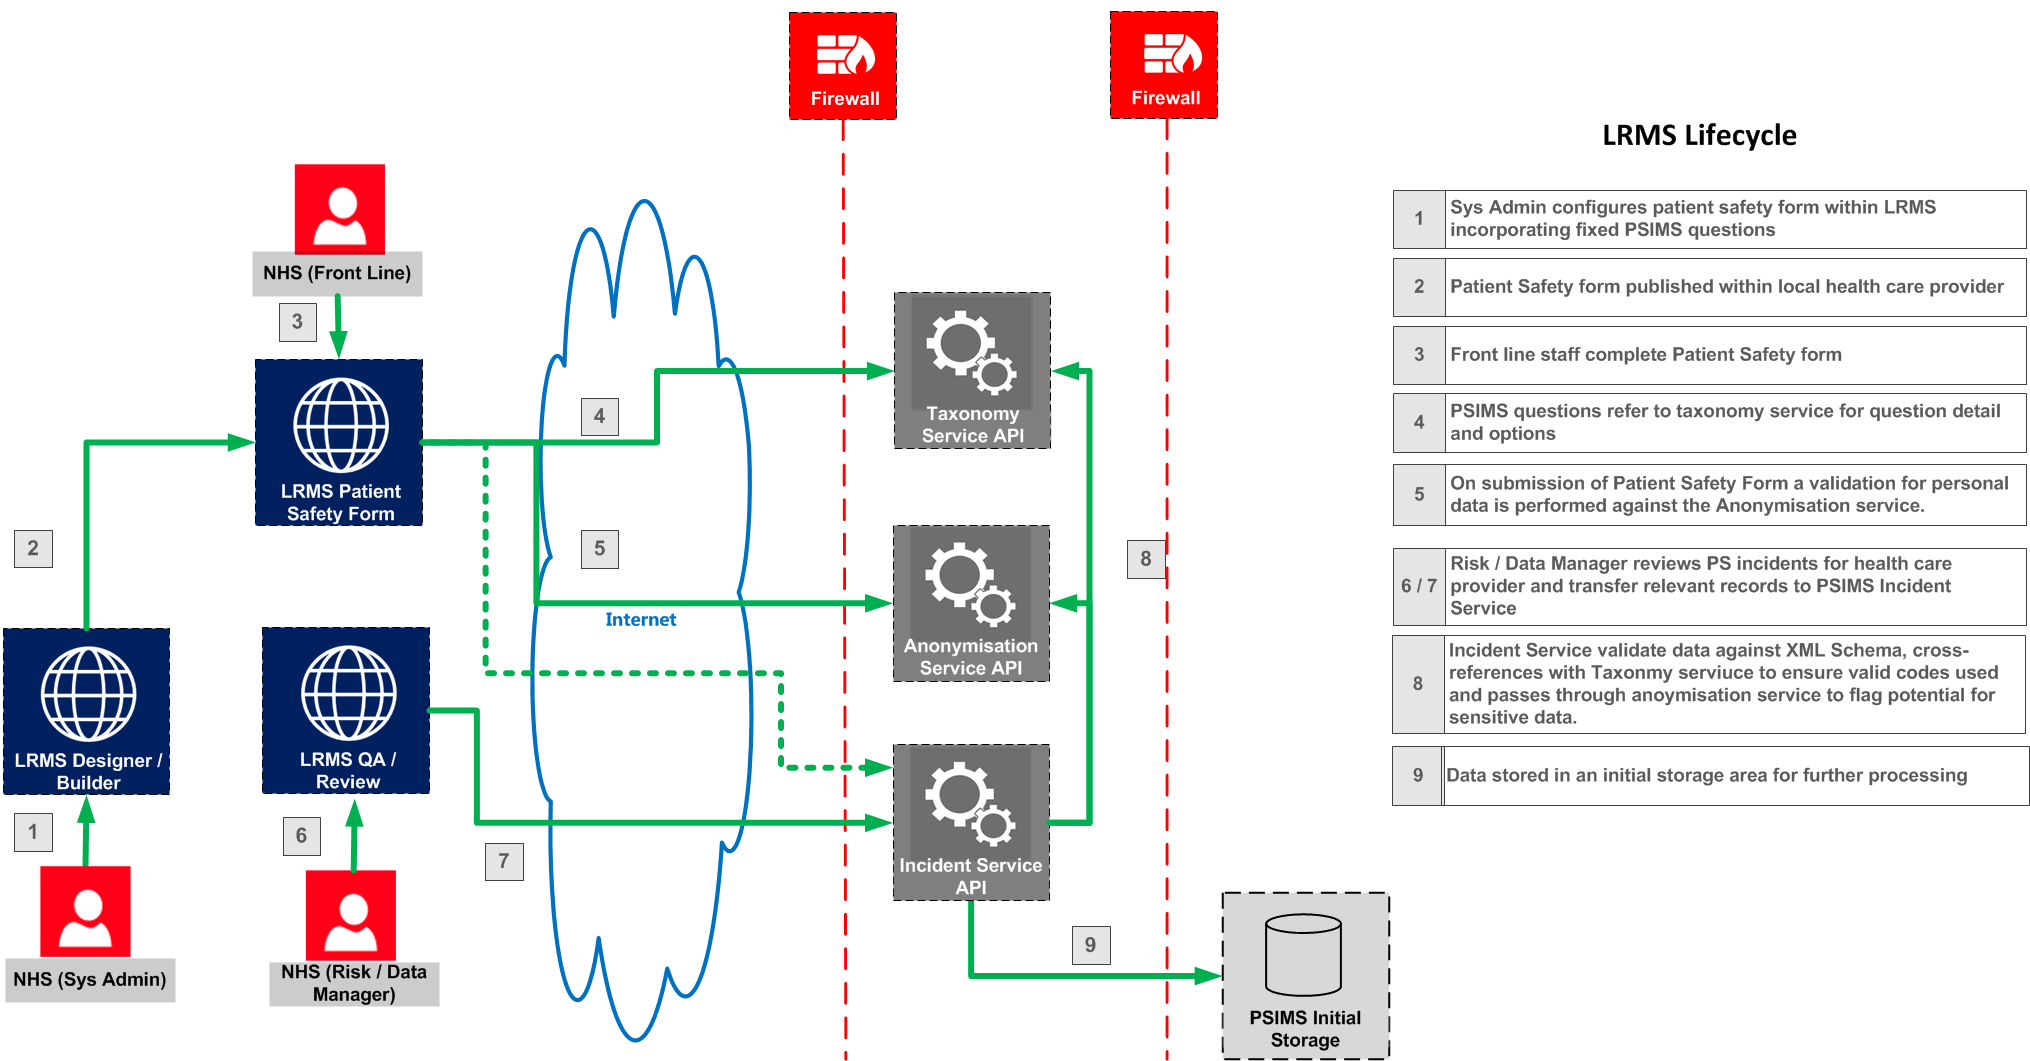 Firewall
Firewall
LRMS Lifecycle
NHS (Front Line)
3
LRMS Patient
Safety Form
4
Taxonomy
Service API
2
5
Internet
Anonymisation
Service API
8
LRMS Designer /
Builder
LRMS QA /
Review
1
6
7
Incident Service
API
NHS (Sys Admin)
NHS (Risk / Data
Manager)
9
PSIMS Initial
Storage
1
Sys Admin configures patient safety form within LRMS
incorporating fixed PSIMS questions
2
Patient Safety form published within local health care provider
3
Front line staff complete Patient Safety form
4
PSIMS questions refer to taxonomy service for question detail
and options
5
On submission of Patient Safety Form a validation for personal
data is performed against the Anonymisation service.
6 / 7
Risk / Data Manager reviews PS incidents for health care
provider and transfer relevant records to PSIMS Incident
Service
8
Incident Service validate data against XML Schema, cross-
references with Taxonmy serviuce to ensure valid codes used
and passes through anoymisation service to flag potential for
sensitive data.
9
Data stored in an initial storage area for further processing